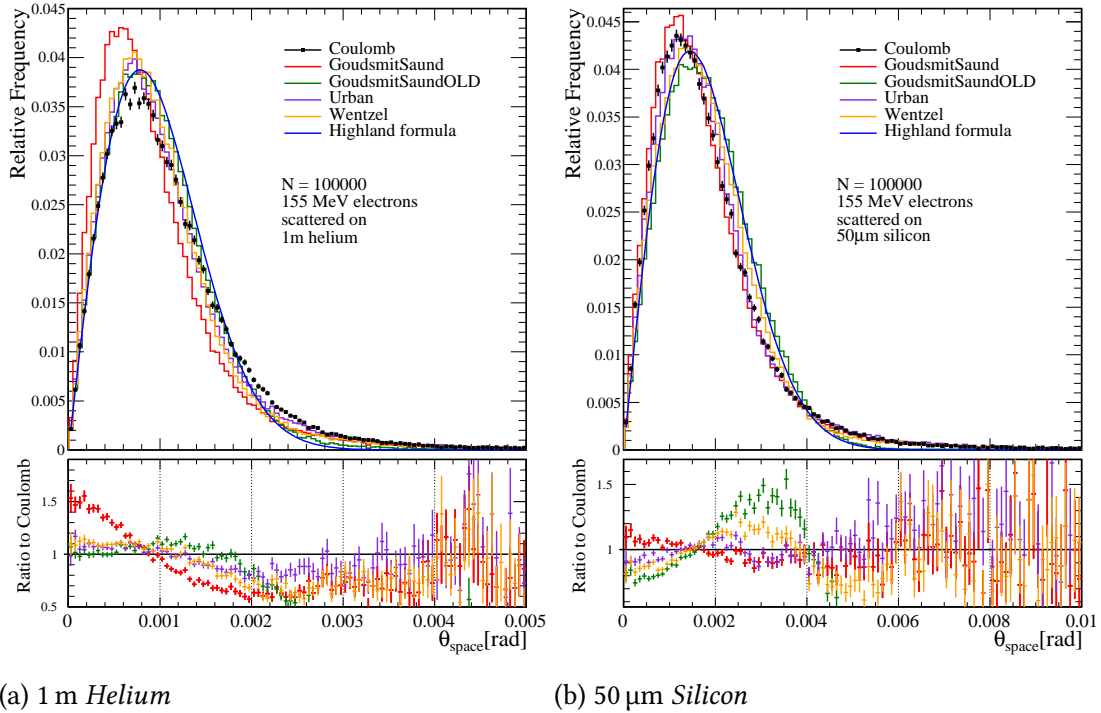 0.045
0.04
0.035
0.03
0.025
0.02
0.015
0.01
0.005
0
Relative Frequency
Coulomb
GoudsmitSaund
GoudsmitSaundOLD
Urban
Wentzel
Highland formula
N = 100000
155 MeV electrons
scattered on
1m helium
1.5
1
0.5
Ratio to Coulomb
0 0.001 0.002 0.003 0.004 0.005
θspace[rad]
(a) 1 m Helium
0.045
0.04
0.035
0.03
0.025
0.02
0.015
0.01
0.005
0
Relative Frequency
Coulomb
GoudsmitSaund
GoudsmitSaundOLD
Urban
Wentzel
Highland formula
N = 100000
155 MeV electrons
scattered on
50μm silicon
1.5
1
Ratio to Coulomb
0 0.002 0.004 0.006 0.008 0.01
θspace[rad]
(b) 50 μm Silicon